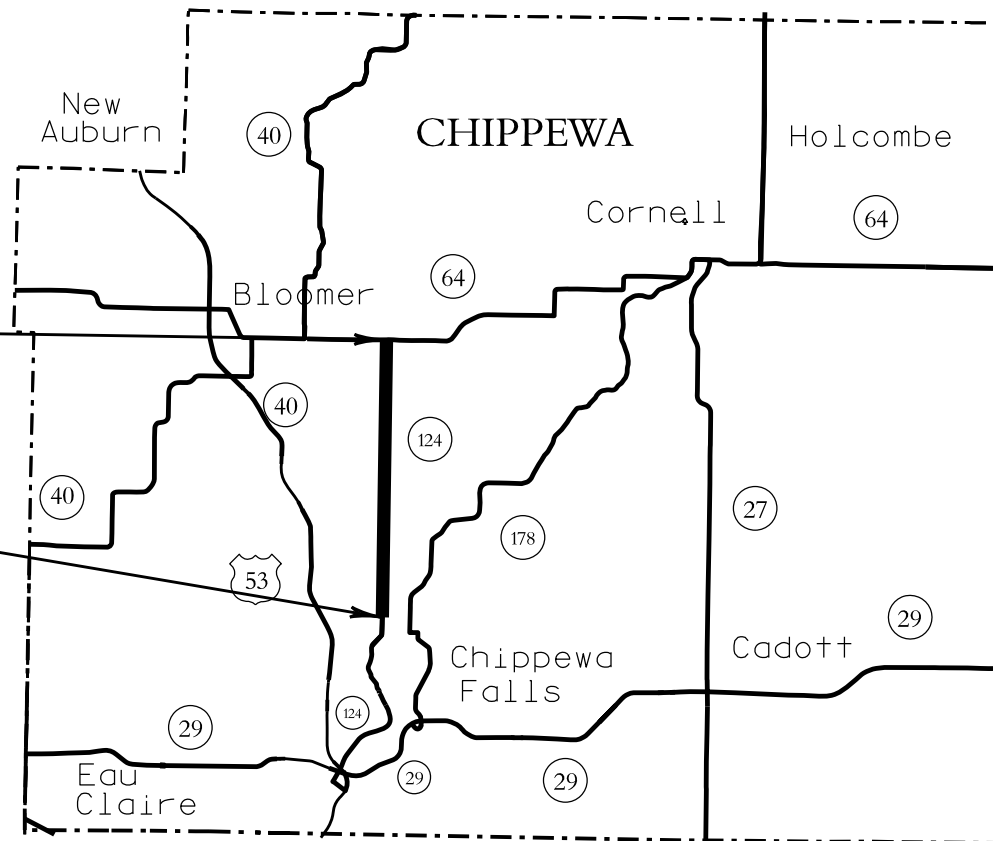 New
Auburn
40
CHIPPEWA
Holcombe
Cornell
64
64
Bloomer
40
124
40
27
178
53
29
Cadott
Chippewa
Falls
124
29
29
29
Eau
Claire